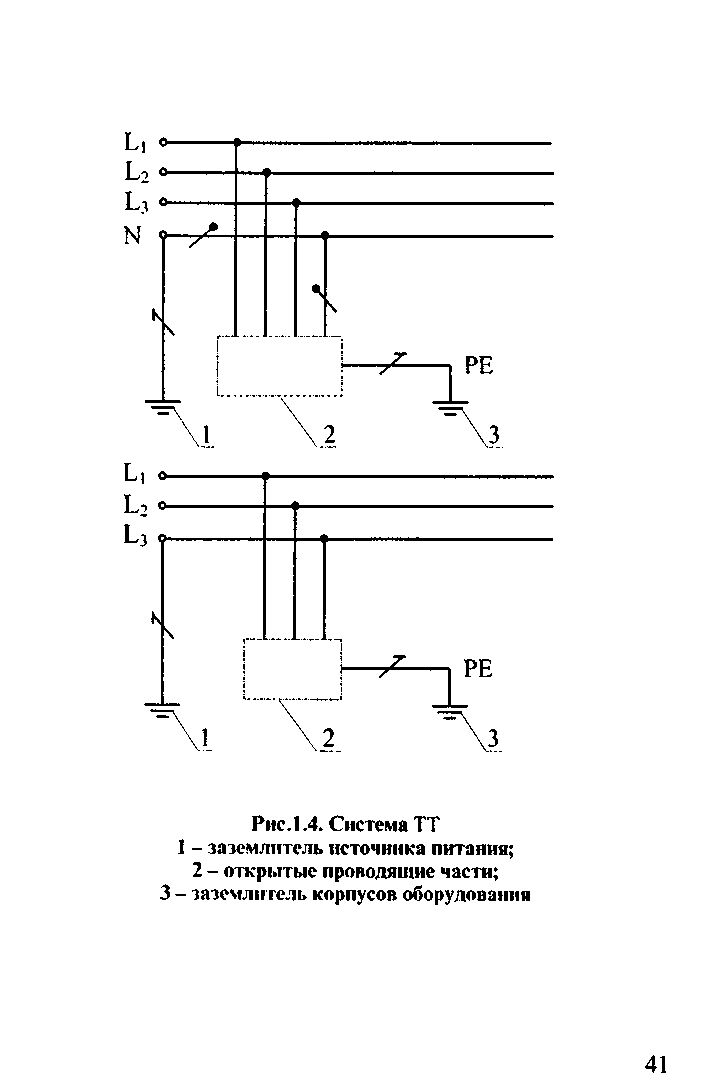 L1
L2
L3
N
PE
1
2
3
L1
L2
L3
PE
1
2
3
Рис.1.4. Система ТТ
1 – заземлитель источника питания;
2 – открытые проводящие части;
3 – заземлитель корпусов оборудования
41